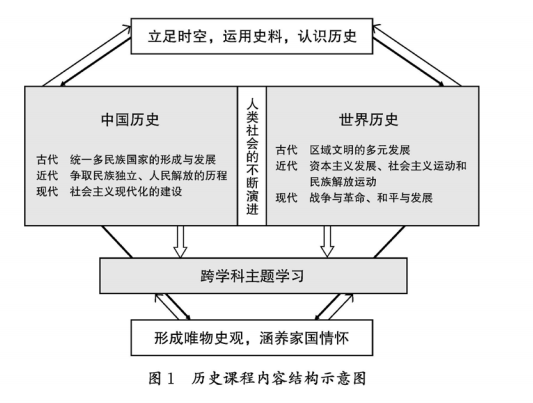 立足时空，运用史料，认识历史
中国历史
古代 统一多民族国家的形成与发展
近代 争取民族独立、人民解放的历程
现代 社会主义现代化的建设
人类社会的不断演进
世界历史
古代 区域文明的多元发展
近代 资本主义发展、社会主义运动和
民族解放运动
现代 战争与革命、和平与发展
跨学科主题学习
形成唯物史观，涵养家国情怀
图1 历史课程内容结构示意图